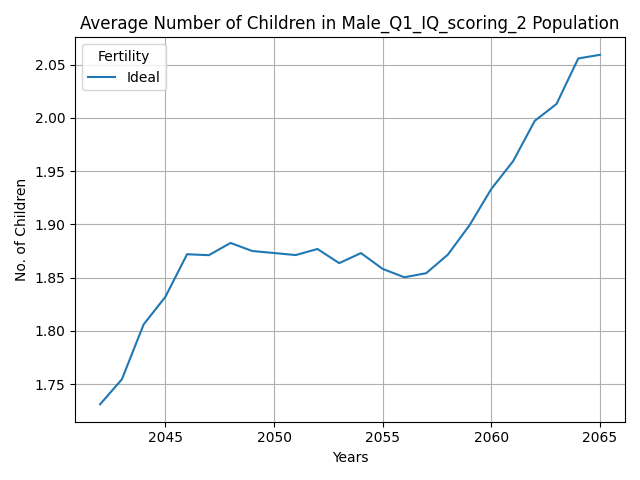 Average Number of Children in Male_Q1_IQ_scoring_2 Population
Fertility
Ideal
No. of Children
2.05
2.00
1.95
1.90
1.85
1.80
1.75
2045 2050 2055 2060 2065
Years